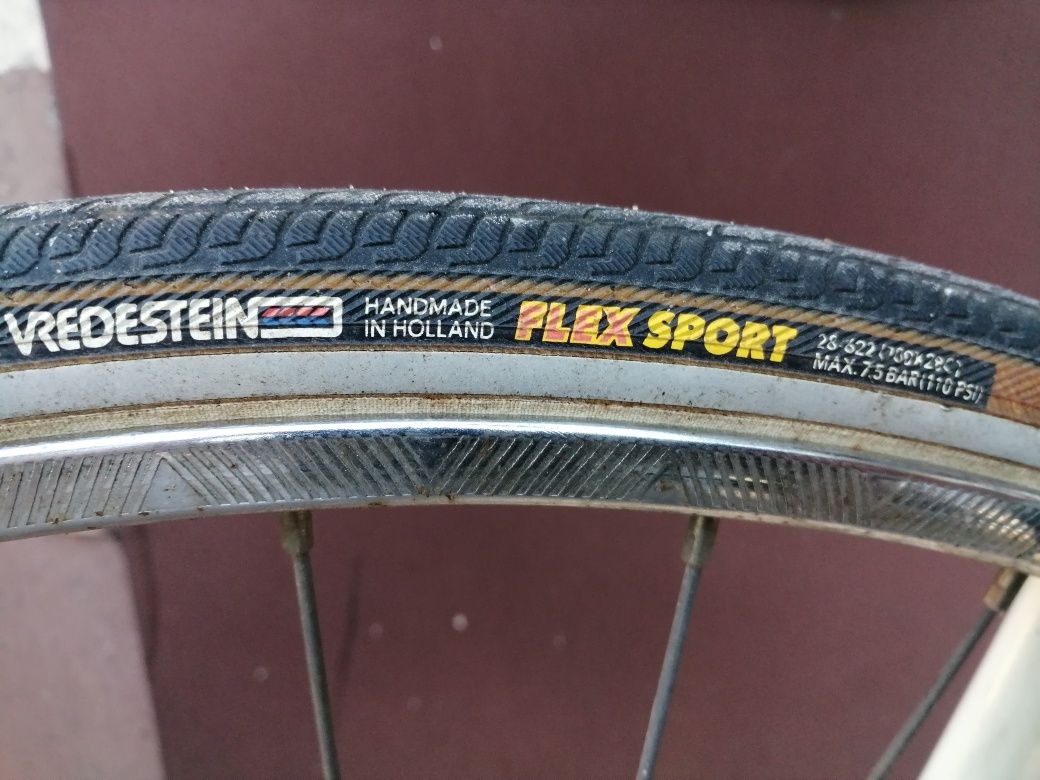 VREDESTEIN
HANDMADE
IN HOLLAND
FLEX SPORT
28-622 (700X28C)
MAX. 7.5 BAR (110 PSI)